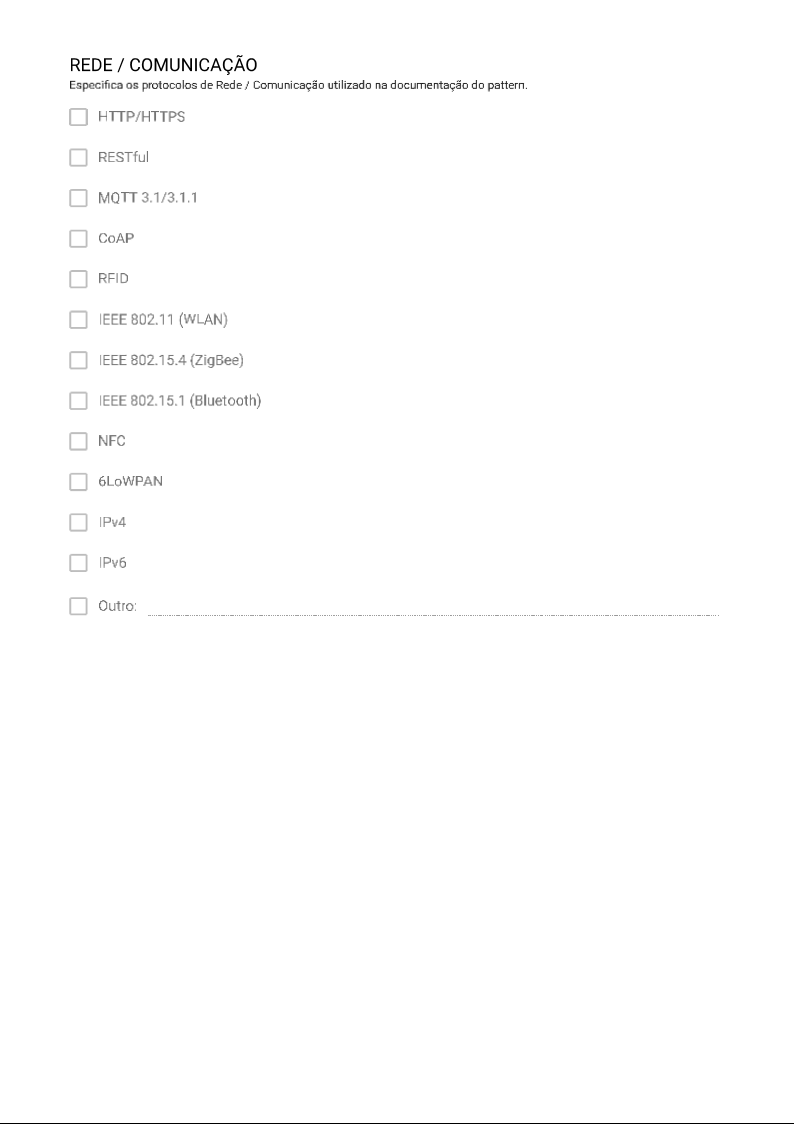 REDE / COMUNICAÇÃO
Especifica os protocolos de Rede / Comunicação utilizado na documentação do pattern.
HTTP/HTTPS
RESTful
MQTT 3.1/3.1.1
CoAP
RFID
IEEE 802.11 (WLAN)
IEEE 802.15.4 (ZigBee)
IEEE 802.15.1 (Bluetooth)
NFC
6LoWPAN
IPv4
IPv6
Outro: